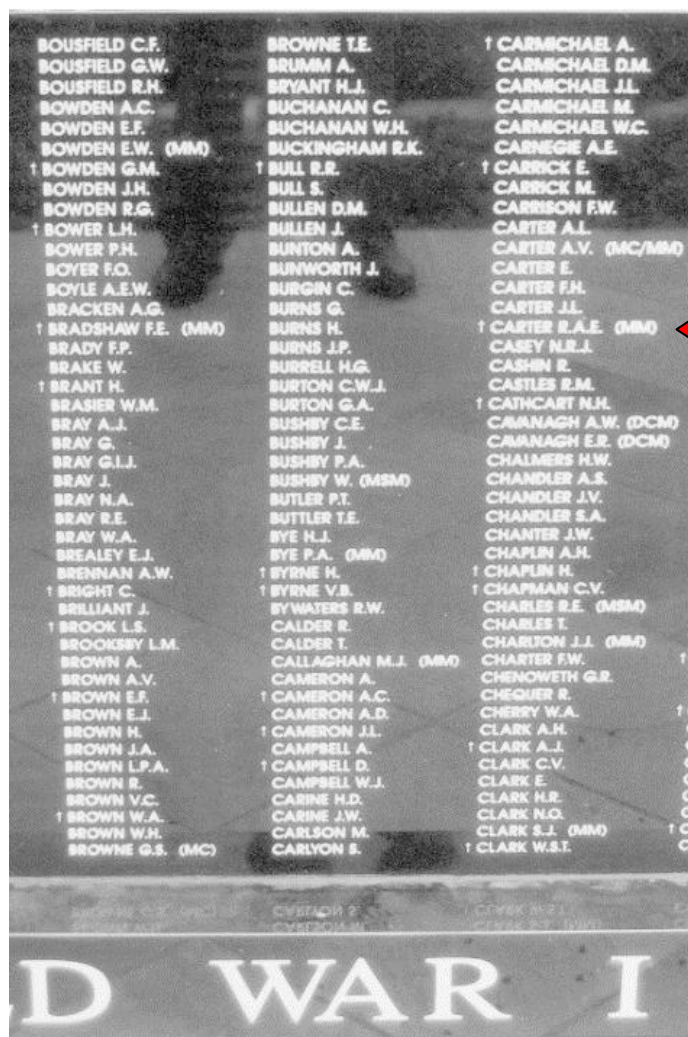 BOUSFIELD C.F.
BOUSFIELD G.W.
BOUSFIELD R.H.
BOWDEN A.C.
BOWDEN E.F.
BOWDEN E.W. (MM)
† BOWDEN G.M.
BOWDEN J.H.
BOWDEN R.G.
† BOWER L.H.
BOWER P.H.
BOYER F.O.
BOYLE A.E.W.
BRACKEN A.G.
† BRADSHAW F.E. (MM)
BRADY F.P.
BRAKE W.
† BRANT H.
BRASIER W.M.
BRAY A.J.
BRAY G.
BRAY G.I.J.
BRAY J.
BRAY N.A.
BRAY R.E.
BRAY W.A.
BREALEY E.J.
BRENNAN A.W.
† BRIGHT C.
BRILLIANT J.
† BROOK L.S.
BROOKSBY L.M.
BROWN A.
BROWN A.V.
† BROWN E.F.
BROWN E.J.
BROWN H.
BROWN J.A.
BROWN L.P.A.
BROWN R.
BROWN V.C.
† BROWN W.A.
BROWN W.H.
BROWNE G.S. (MC)
BROWNE T.E.
BRUMM A.
BRYANT H.J.
BUCHANAN C.
BUCHANAN W.H.
BUCKINGHAM R.K.
† BULL R.R.
BULL S.
BULLEN D.M.
BULLEN J.
BUNTON A.
BUNWORTH J.
BURGIN C.
BURNS G.
BURNS H.
BURNS J.P.
BURRELL H.G.
BURTON C.W.J.
BURTON G.A.
BUSHBY C.E.
BUSHBY J.
BUSHBY P.A.
BUSHBY W. (MSM)
BUTLER P.T.
BUTTLER T.E.
BYE H.J.
BYE P.A. (MM)
† BYRNE H.
† BYRNE V.B.
BYWATERS R.W.
CALDER R.
CALDER T.
CALLAGHAN M.J. (MM)
CAMERON A.
† CAMERON A.C.
CAMERON A.D.
† CAMERON J.L.
CAMPBELL A.
† CAMPBELL D.
CAMPBELL W.J.
CARINE H.D.
CARINE J.W.
CARLSON M.
CARLYON S.
† CARMICHAEL A.
CARMICHAEL D.M.
CARMICHAEL J.L.
CARMICHAEL M.
CARMICHAEL W.C.
CARNEGIE A.E.
† CARRICK E.
CARRICK M.
CARRISON F.W.
CARTER A.L.
CARTER A.V. (MC/MM)
CARTER E.
CARTER F.H.
CARTER J.L.
† CARTER R.A.E. (MM)
CASEY N.R.J.
CASHIN R.
CASTLES R.M.
† CATHCART N.H.
CAVANAGH A.W. (DCM)
CAVANAGH E.R. (DCM)
CHALMERS H.W.
CHANDLER A.S.
CHANDLER J.V.
CHANDLER S.A.
CHANTER J.W.
CHAPLIN A.H.
† CHAPLIN H.
† CHAPMAN C.V.
CHARLES R.E. (MSM)
CHARLES T.
CHARLTON J.J. (MM)
CHARTER F.W.
CHENOWETH G.R.
CHEQUER R.
CHERRY W.A.
CLARK A.H.
† CLARK A.J.
CLARK C.V.
CLARK E.
CLARK H.R.
CLARK N.O.
CLARK S.J. (MM)
† CLARK W.S.T.
D WAR I